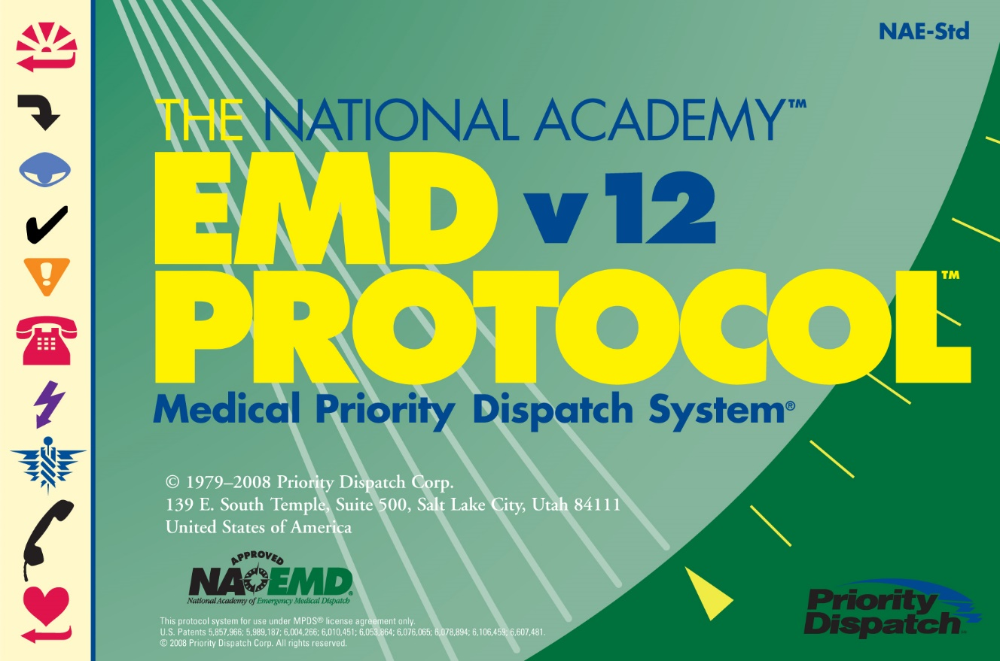 NAE-Std
THE NATIONAL ACADEMY™
EMD v12
PROTOCOL™
Medical Priority Dispatch System®
© 1979–2008 Priority Dispatch Corp.
139 E. South Temple, Suite 500, Salt Lake City, Utah 84111
United States of America
APPROVED
NAEMD®
National Academy of Emergency Medical Dispatch
This protocol system for use under MPDS® license agreement only.
U.S. Patents 5,857,966; 5,989,187; 6,004,266; 6,010,451; 6,053,864; 6,076,065; 6,078,894; 6,106,459; 6,607,481.
© 2008 Priority Dispatch Corp. All rights reserved.
Priority
Dispatch